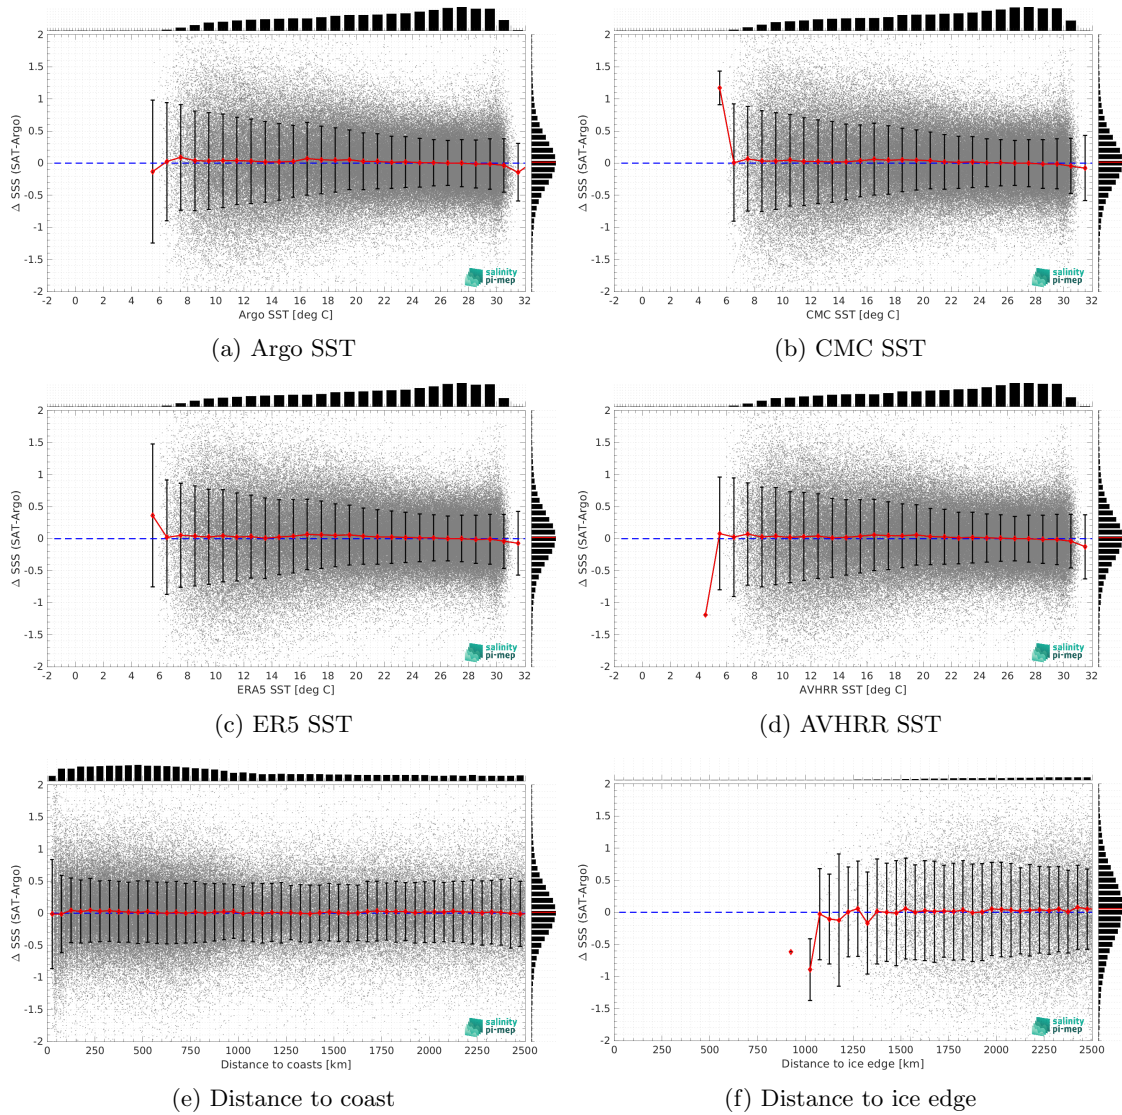 2
1.5
1
0.5
0
-0.5
-1
-1.5
-2
Δ SSS (SAT-Argo)
salinity
pi-mep
-2 0 2 4 6 8 10 12 14 16 18 20 22 24 26 28 30 32
Argo SST [deg C]
(a) Argo SST
2
1.5
1
0.5
0
-0.5
-1
-1.5
-2
Δ SSS (SAT-Argo)
salinity
pi-mep
-2 0 2 4 6 8 10 12 14 16 18 20 22 24 26 28 30 32
CMC SST [deg C]
(b) CMC SST
2
1.5
1
0.5
0
-0.5
-1
-1.5
-2
Δ SSS (SAT-Argo)
salinity
pi-mep
-2 0 2 4 6 8 10 12 14 16 18 20 22 24 26 28 30 32
ERA5 SST [deg C]
(c) ER5 SST
2
1.5
1
0.5
0
-0.5
-1
-1.5
-2
Δ SSS (SAT-Argo)
salinity
pi-mep
-2 0 2 4 6 8 10 12 14 16 18 20 22 24 26 28 30 32
AVHRR SST [deg C]
(d) AVHRR SST
2
1.5
1
0.5
0
-0.5
-1
-1.5
-2
Δ SSS (SAT-Argo)
salinity
pi-mep
0 250 500 750 1000 1250 1500 1750 2000 2250 2500
Distance to coasts [km]
(e) Distance to coast
2
1.5
1
0.5
0
-0.5
-1
-1.5
-2
Δ SSS (SAT-Argo)
salinity
pi-mep
0 250 500 750 1000 1250 1500 1750 2000 2250 2500
Distance to ice edge [km]
(f) Distance to ice edge